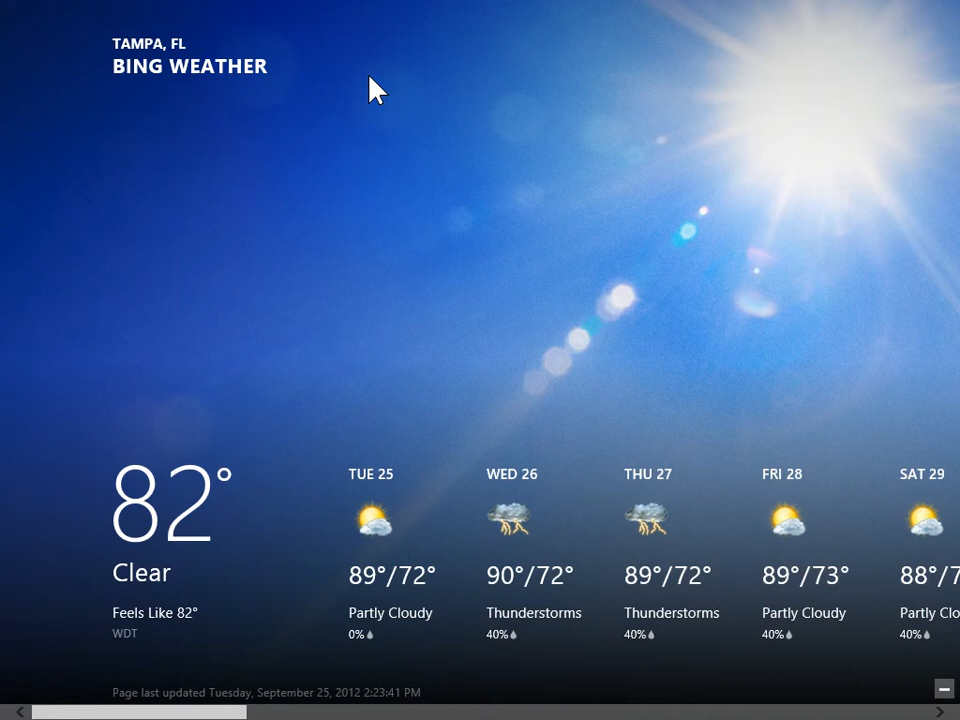 TAMPA, FL
BING WEATHER
82°
Clear
Feels Like 82°
WDT
TUE 25
89°/72°
Partly Cloudy
0%
WED 26
90°/72°
Thunderstorms
40%
THU 27
89°/72°
Thunderstorms
40%
FRI 28
89°/73°
Partly Cloudy
40%
SAT 29
88°/7
Partly Clo
40%
Page last updated Tuesday, September 25, 2012 2:23:41 PM